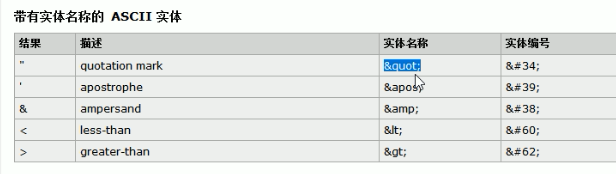 带有实体名称的 ASCII 实体
结果 描述 实体名称 实体编号
" quotation mark &quot; &#34;
' apostrophe &apos; &#39;
& ampersand &amp; &#38;
< less-than &lt; &#60;
> greater-than &gt; &#62;